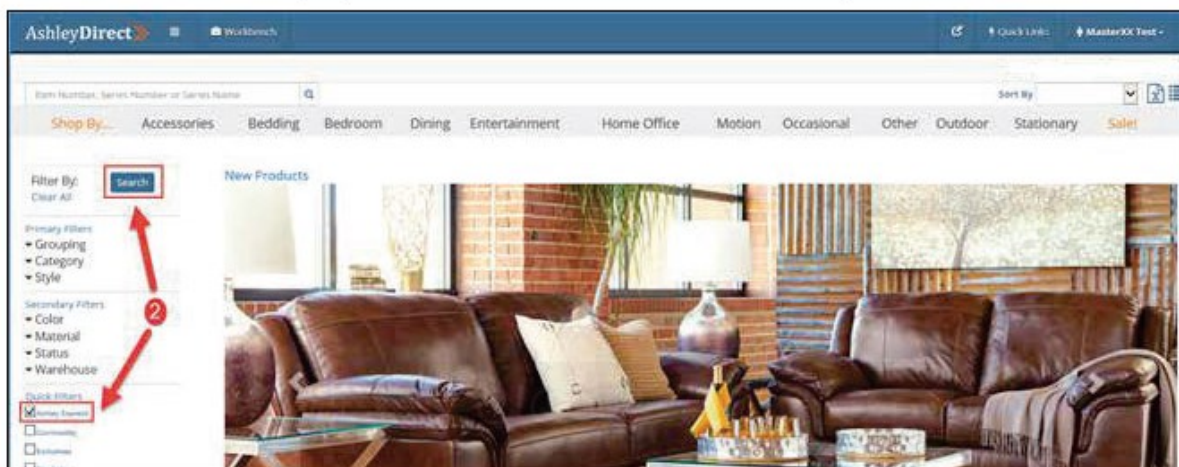 AshleyDirect Workbench Quick Links MasterXX Test
Item Number, Series Number or Series Name Sort By
Shop By... Accessories Bedding Bedroom Dining Entertainment Home Office Motion Occasional Other Outdoor Stationary Sale!
Filter By: Search
Clear All
New Products
Primary Filters
Grouping
Category
Style
Secondary Filters
2
Color
Material
Status
Warehouse
Quick Filters
Ashley Express
Commodity
Exclusives